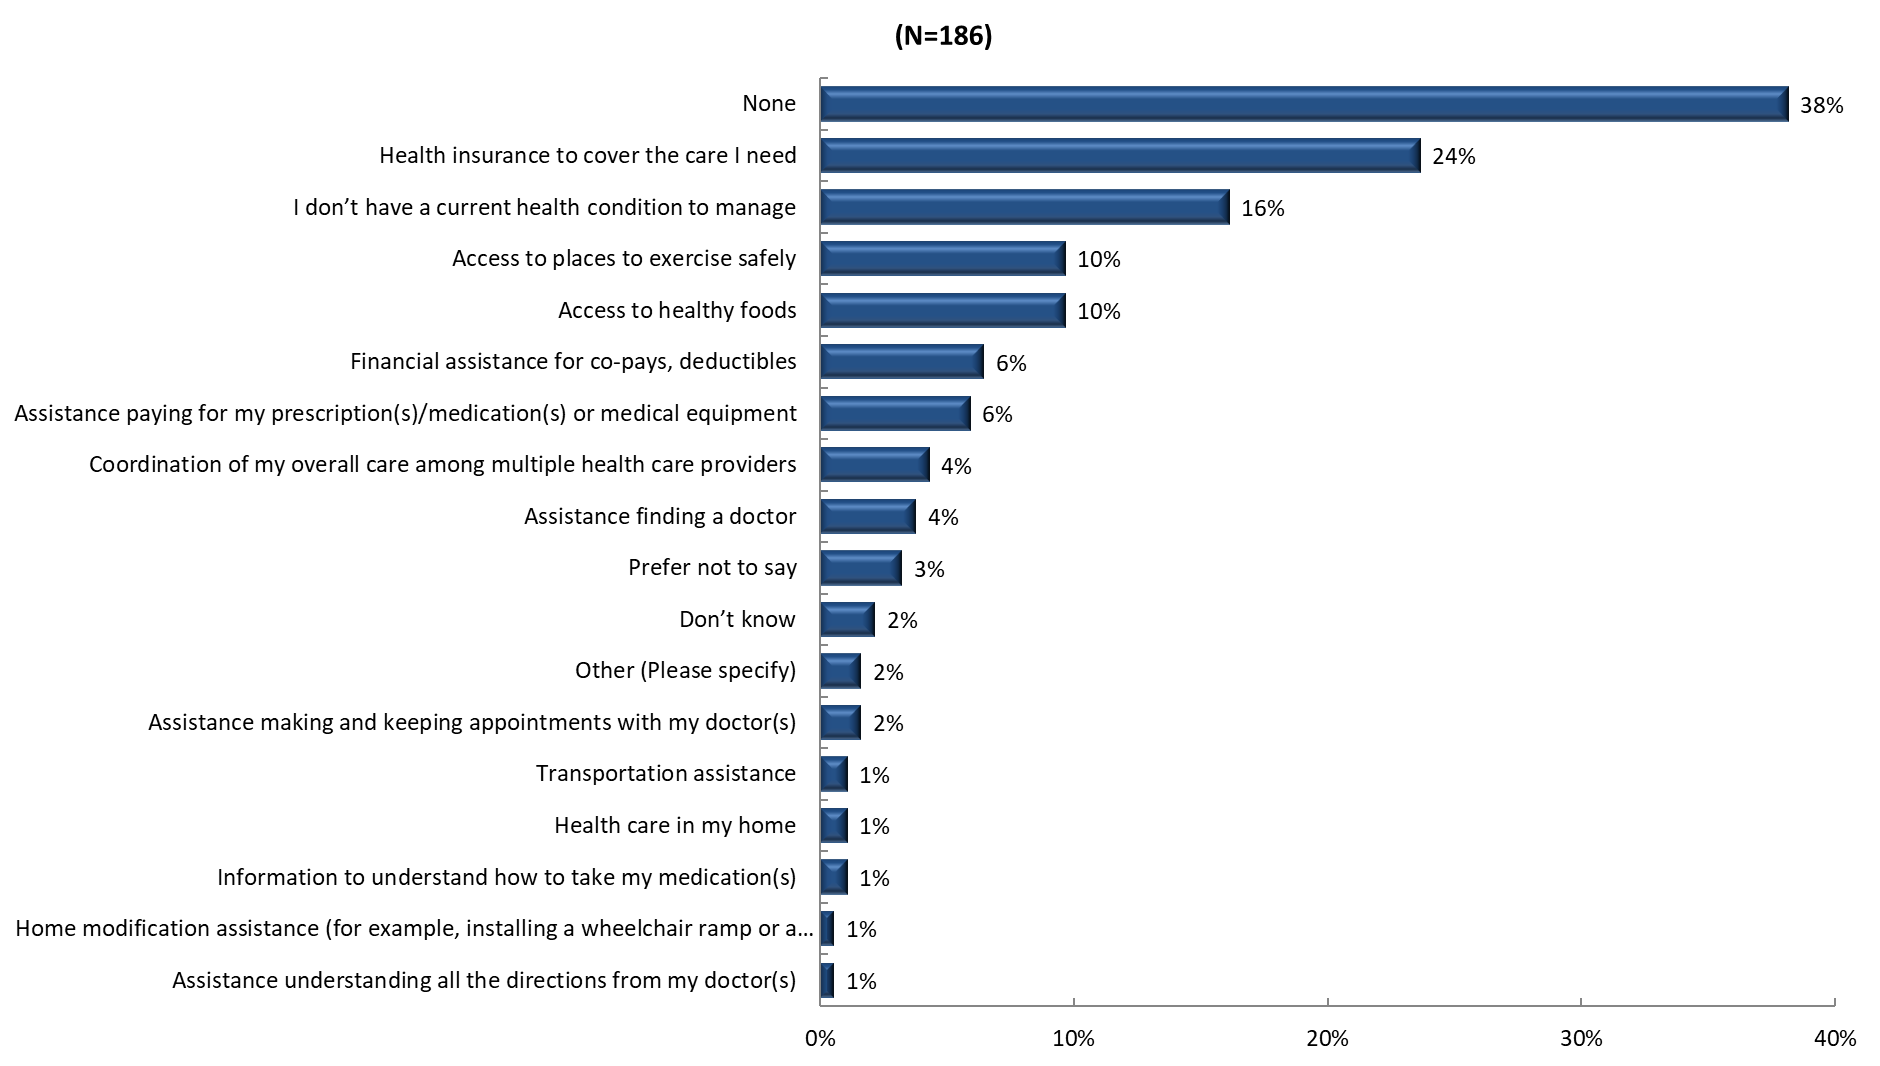 (N=186)
None 38%
Health insurance to cover the care I need 24%
I don’t have a current health condition to manage 16%
Access to places to exercise safely 10%
Access to healthy foods 10%
Financial assistance for co-pays, deductibles 6%
Assistance paying for my prescription(s)/medication(s) or medical equipment 6%
Coordination of my overall care among multiple health care providers 4%
Assistance finding a doctor 4%
Prefer not to say 3%
Don’t know 2%
Other (Please specify) 2%
Assistance making and keeping appointments with my doctor(s) 2%
Transportation assistance 1%
Health care in my home 1%
Information to understand how to take my medication(s) 1%
Home modification assistance (for example, installing a wheelchair ramp or a... 1%
Assistance understanding all the directions from my doctor(s) 1%
0% 10% 20% 30% 40%